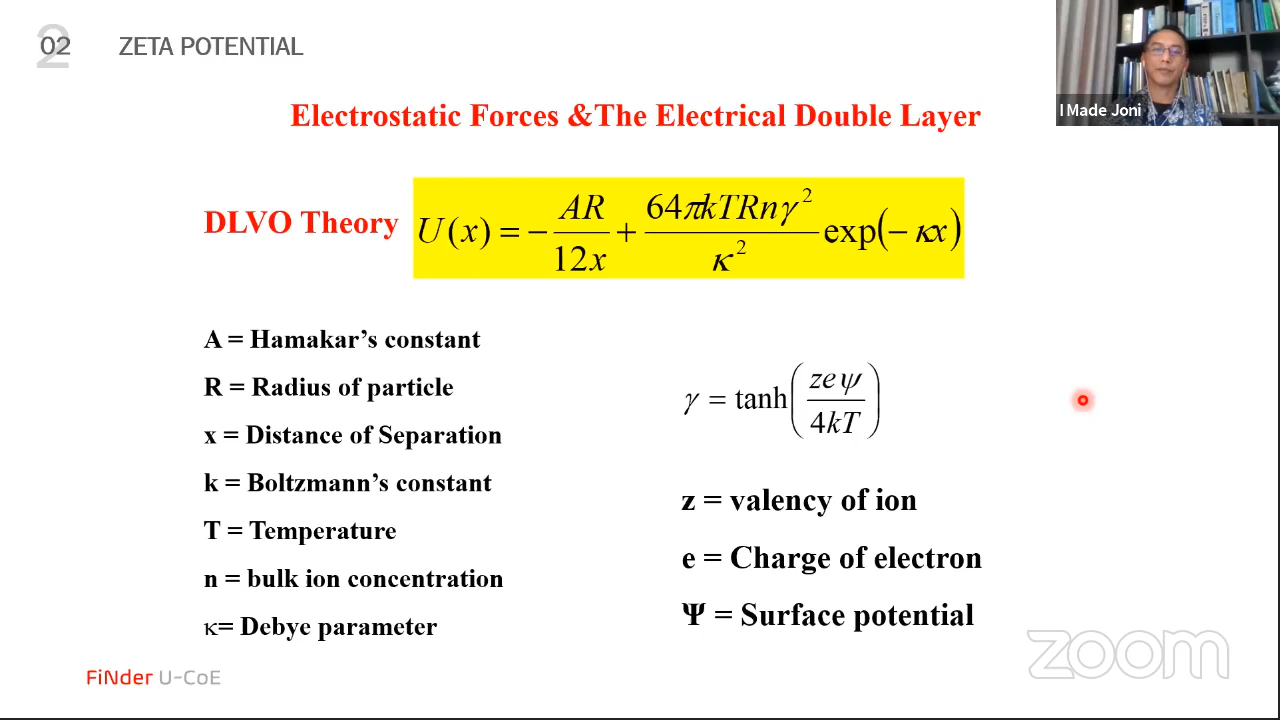 02 ZETA POTENTIAL
I Made Joni
Electrostatic Forces &The Electrical Double Layer
DLVO Theory U(x) = − AR/12x + 64πkTRnγ²/κ² exp(− κx)
A = Hamakar’s constant
R = Radius of particle
x = Distance of Separation
k = Boltzmann’s constant
T = Temperature
n = bulk ion concentration
κ= Debye parameter
γ = tanh(zeψ/4kT)
z = valency of ion
e = Charge of electron
Ψ = Surface potential
FiNder U-CoE
zoom